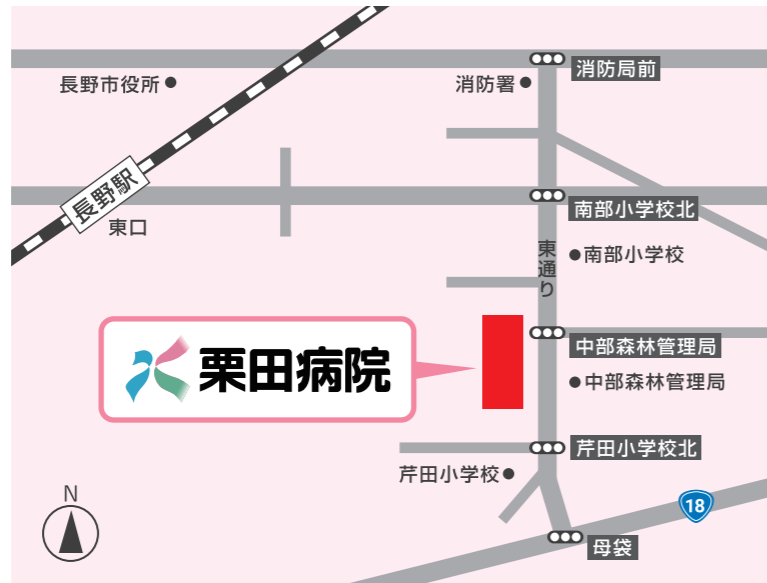 消防局前
長野市役所
消防署
長野駅
東口
南部小学校北
南部小学校
東通り
中部森林管理局
栗田病院
中部森林管理局
芹田小学校北
芹田小学校
18
N
母袋